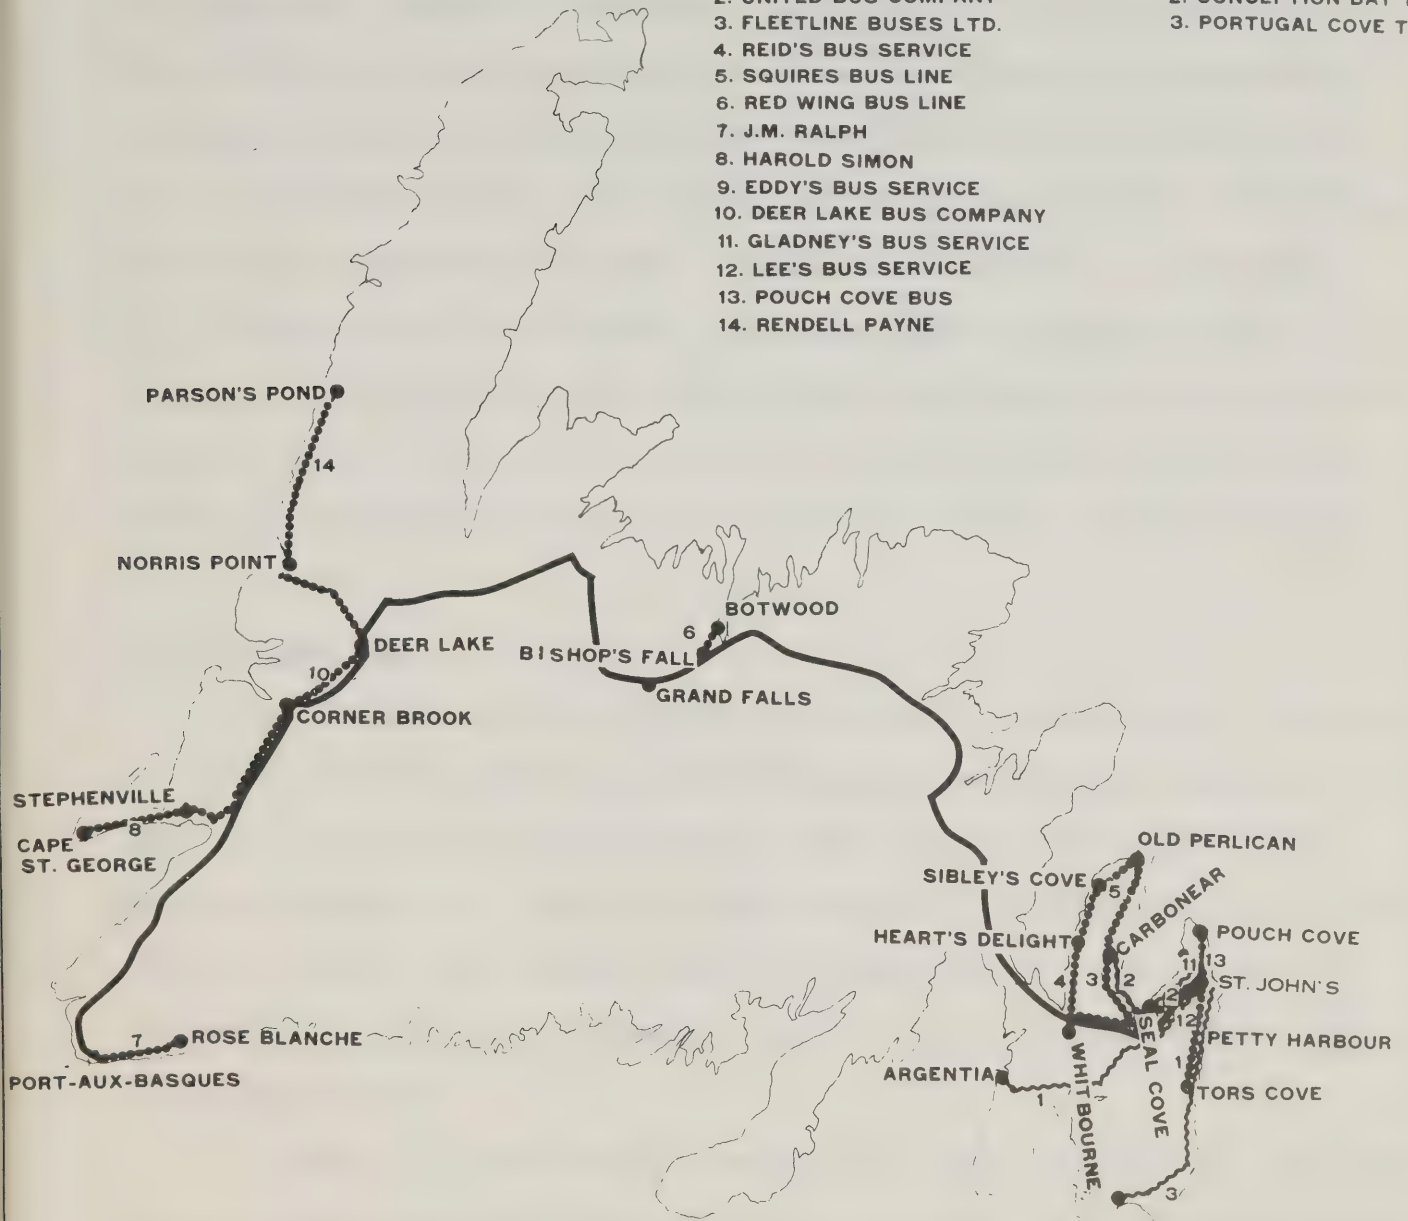 3. FLEETLINE BUSES LTD.
4. REID'S BUS SERVICE
5. SQUIRES BUS LINE
6. RED WING BUS LINE
7. J.M. RALPH
8. HAROLD SIMON
9. EDDY'S BUS SERVICE
10. DEER LAKE BUS COMPANY
11. GLADNEY'S BUS SERVICE
12. LEE'S BUS SERVICE
13. POUCH COVE BUS
14. RENDELL PAYNE
3. PORTUGAL COVE
PARSON'S POND
14
NORRIS POINT
DEER LAKE
10
CORNER BROOK
BOTWOOD
6
BISHOP'S FALL
GRAND FALLS
STEPHENVILLE
8
CAPE
ST. GEORGE
OLD PERLICAN
SIBLEY'S COVE
5
CARBONEAR
HEART'S DELIGHT
POUCH COVE
11
13
4
3
2
ST. JOHN'S
2
12
7
ROSE BLANCHE
PORT-AUX-BASQUES
PETTY HARBOUR
SEAL COVE
WHITBOURNE
ARGENTIA
1
1
TORS COVE
3